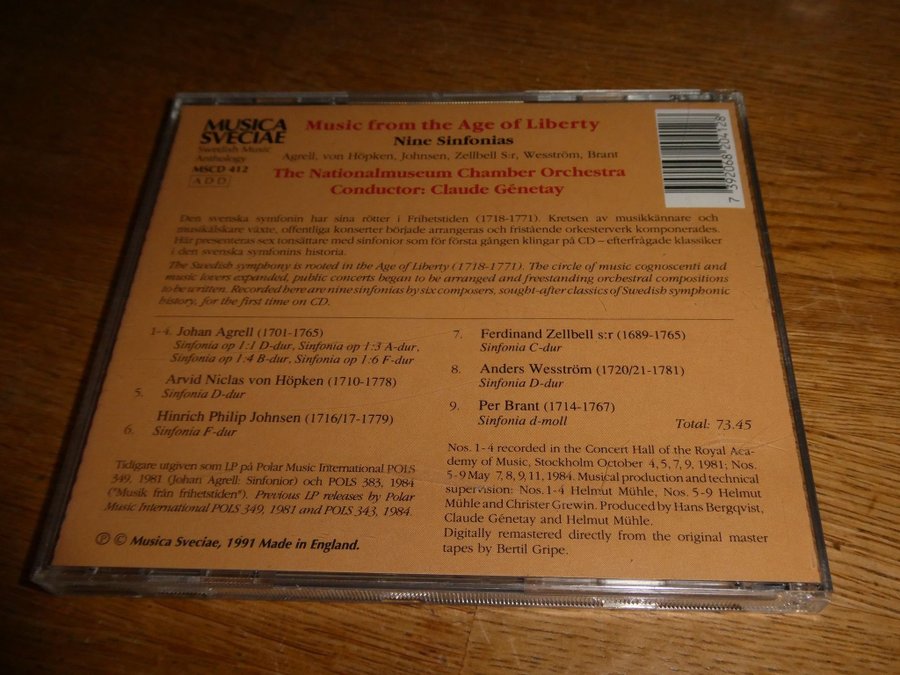 MUSICA
SVECIAE
Swedish Music
Anthology
MSCD 412
ADD
Music from the Age of Liberty
Nine Sinfonias
Agrell, von Höpken, Johnsen, Zellbell S:r, Wesström, Brant
The Nationalmuseum Chamber Orchestra
Conductor: Claude Génetay
7 392068 204128
Den svenska symfonin har sina rötter i Frihetstiden (1718-1771). Kretsen av musikkännare och
musikälskare växte, offentliga konserter började arrangeras och fristående orkesterverk komponerades.
Här presenteras sex tonsättare med sinfonior som för första gången klingar på CD – efterfrågade klassiker
i den svenska symfonins historia.
The Swedish symphony is rooted in the Age of Liberty (1718-1771). The circle of music cognoscenti and
music lovers expanded, public concerts began to be arranged and freestanding orchestral compositions
to be written. Recorded here are nine sinfonias by six composers, sought-after classics of Swedish symphonic
history, for the first time on CD.
1-4. Johan Agrell (1701-1765)
Sinfonia op 1:1 D-dur, Sinfonia op 1:3 A-dur,
Sinfonia op 1:4 B-dur, Sinfonia op 1:6 F-dur
5. Arvid Niclas von Höpken (1710-1778)
Sinfonia D-dur
6. Hinrich Philip Johnsen (1716/17-1779)
Sinfonia F-dur
7. Ferdinand Zellbell s:r (1689-1765)
Sinfonia C-dur
8. Anders Wesström (1720/21-1781)
Sinfonia D-dur
9. Per Brant (1714-1767)
Sinfonia d-moll
Total: 73.45
Tidigare utgiven som LP på Polar Music International POLS
349, 1981 (Johan Agrell: Sinfonior) och POLS 383, 1984
("Musik från frihetstiden"). Previous LP releases by Polar
Music International POLS 349, 1981 and POLS 343, 1984.
Ⓟ © Musica Sveciae, 1991 Made in England.
Nos. 1-4 recorded in the Concert Hall of the Royal Aca-
demy of Music, Stockholm October 4, 5, 7, 9, 1981; Nos.
5-9 May 7, 8, 9, 11, 1984. Musical production and technical
supervision: Nos. 1-4 Helmut Mühle, Nos. 5-9 Helmut
Mühle and Christer Grewin. Produced by Hans Bergqvist,
Claude Génetay and Helmut Mühle.
Digitally remastered directly from the original master
tapes by Bertil Gripe.